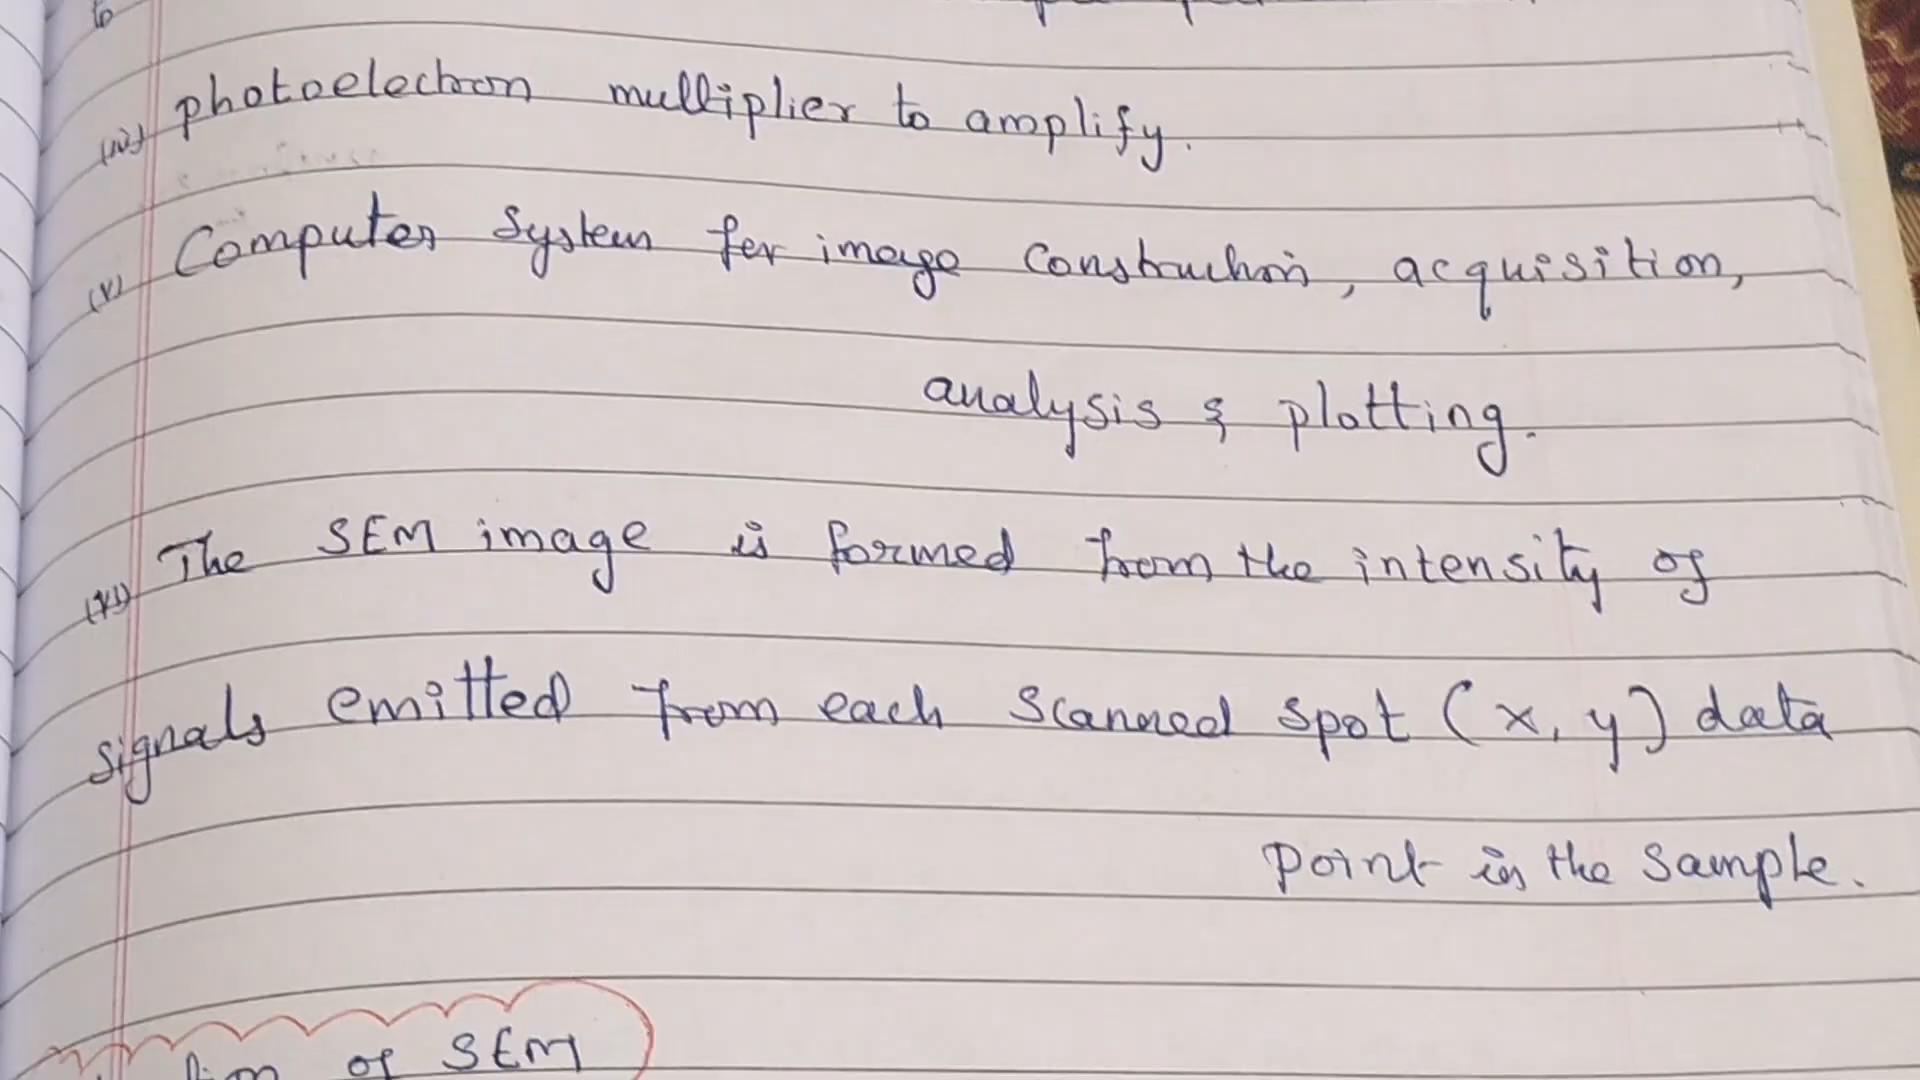 to
(iv) photoelectron multiplier to amplify.
(v) Computer System for image Construction, acquisition,
analysis & plotting.
(vi) The SEM image is formed from the intensity of
signals emitted from each Scanned spot (x, y) data
Point in the Sample.
of SEM